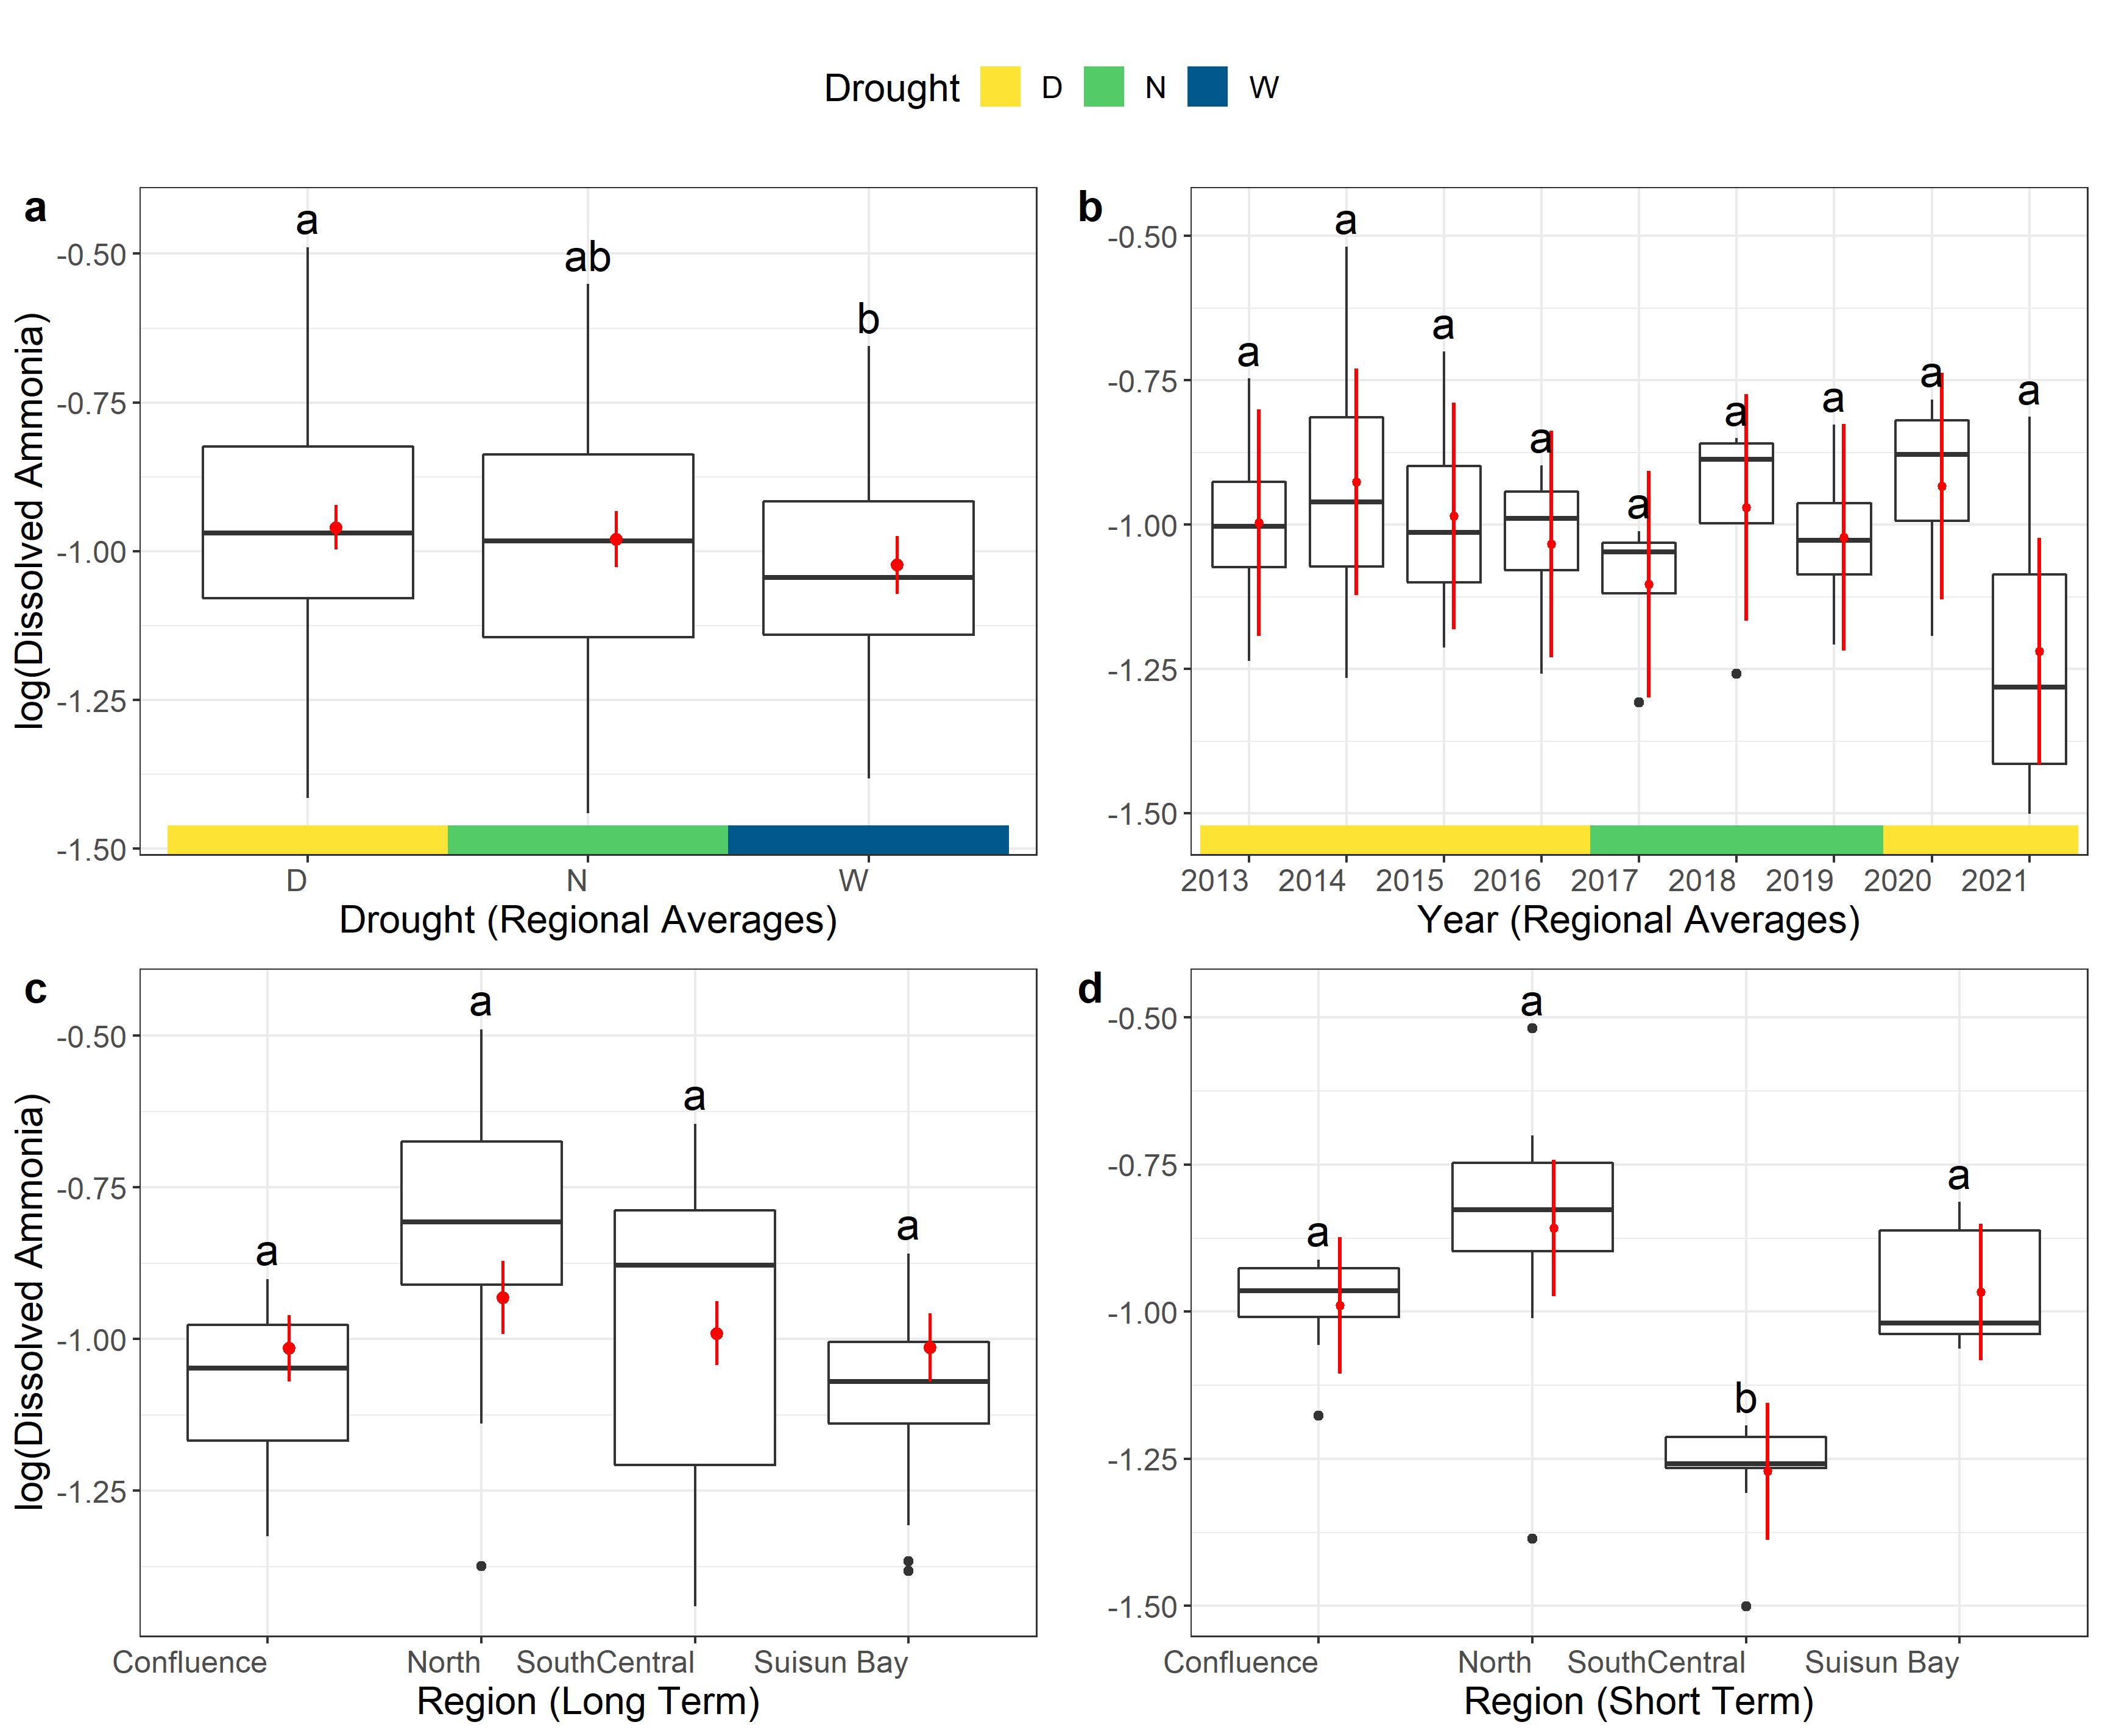 Drought D N W
a
a
ab
b
-0.50
-0.75
-1.00
-1.25
-1.50
log(Dissolved Ammonia)
D N W
Drought (Regional Averages)
b
a
a
a
a
a
a
a
a
a
-0.50
-0.75
-1.00
-1.25
-1.50
2013 2014 2015 2016 2017 2018 2019 2020 2021
Year (Regional Averages)
c
a
a
a
a
-0.50
-0.75
-1.00
-1.25
log(Dissolved Ammonia)
Confluence North SouthCentral Suisun Bay
Region (Long Term)
d
a
a
b
a
-0.50
-0.75
-1.00
-1.25
-1.50
Confluence North SouthCentral Suisun Bay
Region (Short Term)